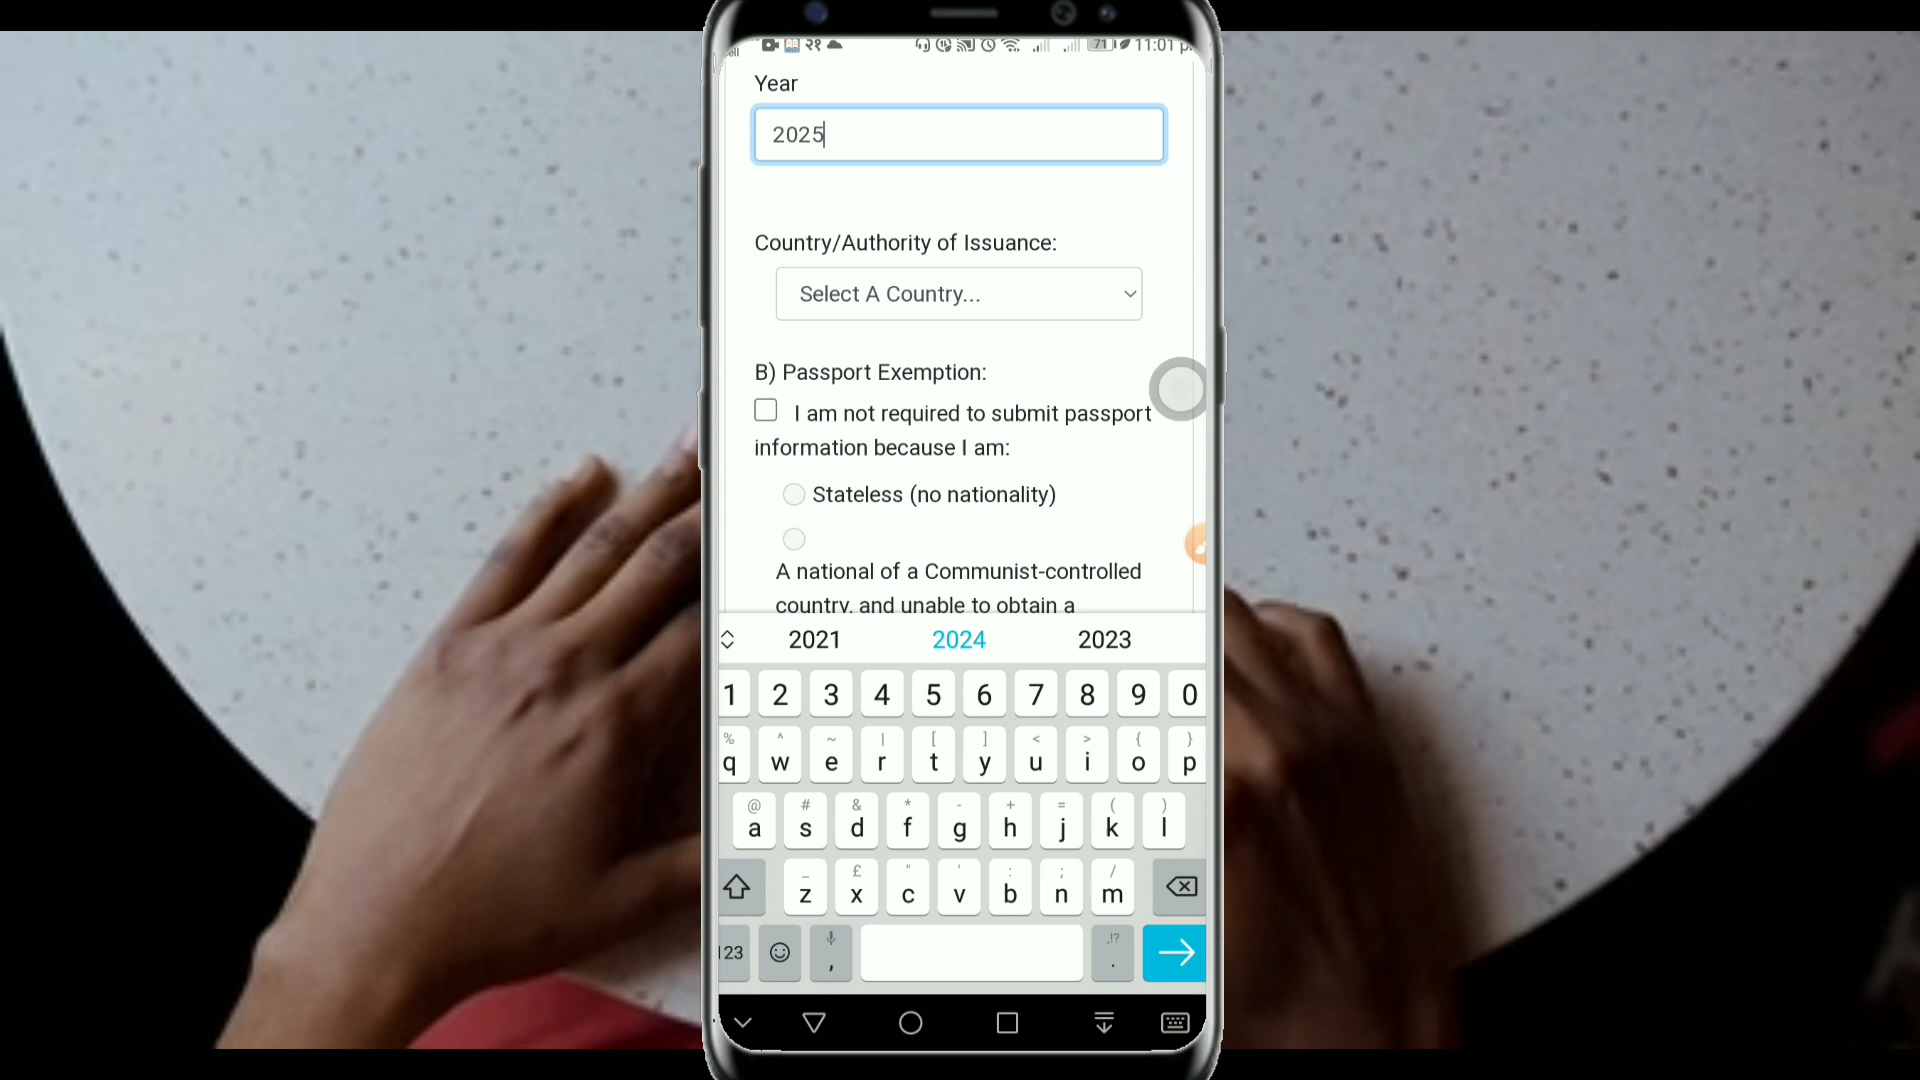 71 11:01 p
Year
2025
Country/Authority of Issuance:
Select A Country...
B) Passport Exemption:
I am not required to submit passport
information because I am:
Stateless (no nationality)
A national of a Communist-controlled
country, and unable to obtain a
2021 2024 2023
1 2 3 4 5 6 7 8 9 0
% ^ ~ | [ ] < > { }
q w e r t y u i o p
@ # & * - + = ( )
a s d f g h j k l
_ £ " ' : ; /
z x c v b n m
123 , ,!? .